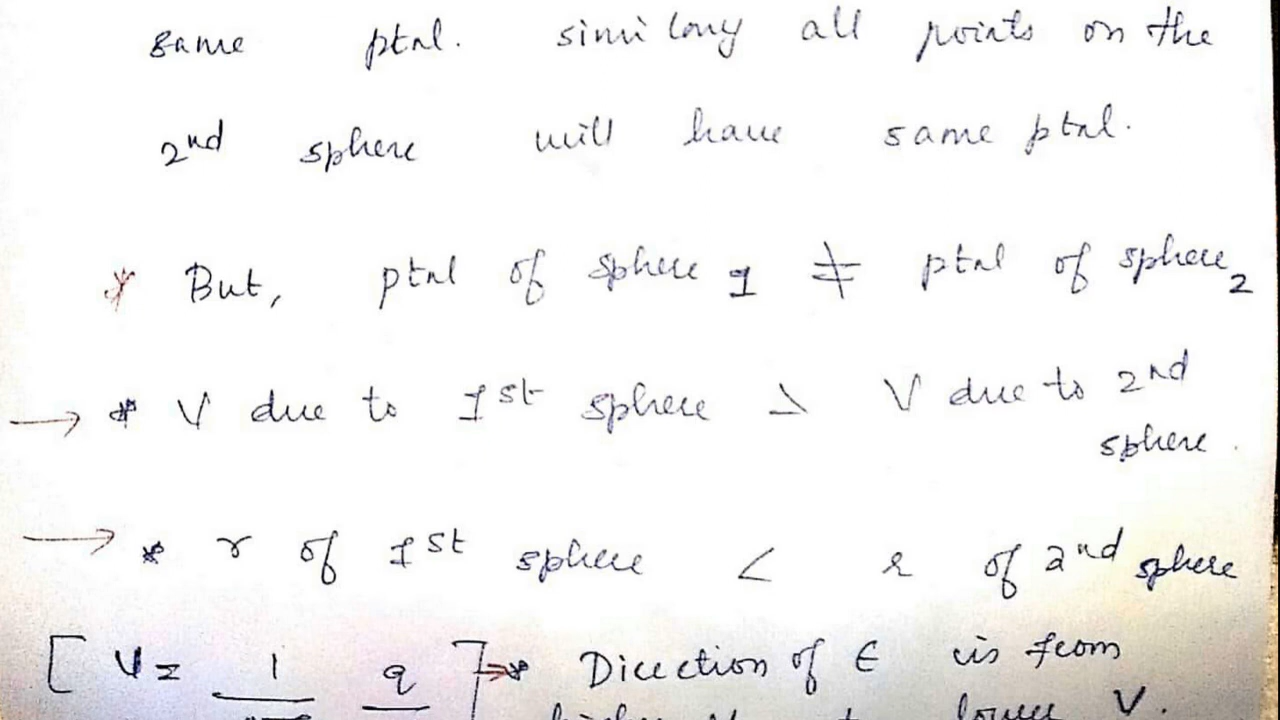 same ptnl. similarly all points on the
2nd sphere will have same ptnl.
* But, ptnl of sphere 1 ≠ ptnl of sphere 2
→ * V due to 1st sphere > V due to 2nd
sphere.
→ * r of 1st sphere < r of 2nd sphere
[ V = 1 q ] → * Direction of E is from
lower V.